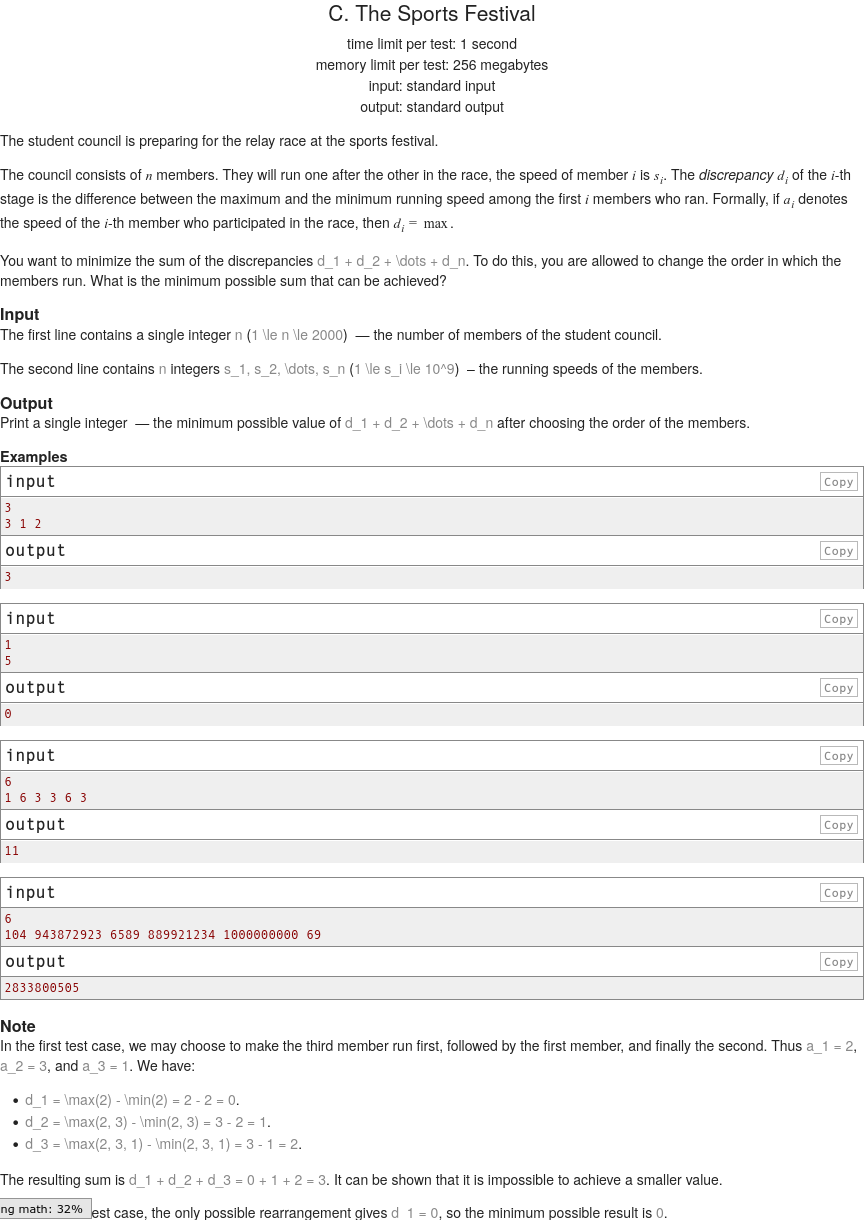 C. The Sports Festival
time limit per test: 1 second
memory limit per test: 256 megabytes
input: standard input
output: standard output
The student council is preparing for the relay race at the sports festival.
The council consists of n members. They will run one after the other in the race, the speed of member i is s_i. The discrepancy d_i of the i-th
stage is the difference between the maximum and the minimum running speed among the first i members who ran. Formally, if a_i denotes
the speed of the i-th member who participated in the race, then d_i = max .
You want to minimize the sum of the discrepancies d_1 + d_2 + \dots + d_n. To do this, you are allowed to change the order in which the
members run. What is the minimum possible sum that can be achieved?
Input
The first line contains a single integer n (1 \le n \le 2000)  — the number of members of the student council.
The second line contains n integers s_1, s_2, \dots, s_n (1 \le s_i \le 10^9)  – the running speeds of the members.
Output
Print a single integer  — the minimum possible value of d_1 + d_2 + \dots + d_n after choosing the order of the members.
Examples
input
Copy
3
3 1 2
output
Copy
3
input
Copy
1
5
output
Copy
0
input
Copy
6
1 6 3 3 6 3
output
Copy
11
input
Copy
6
104 943872923 6589 889921234 1000000000 69
output
Copy
2833800505
Note
In the first test case, we may choose to make the third member run first, followed by the first member, and finally the second. Thus a_1 = 2,
a_2 = 3, and a_3 = 1. We have:
• d_1 = \max(2) - \min(2) = 2 - 2 = 0.
• d_2 = \max(2, 3) - \min(2, 3) = 3 - 2 = 1.
• d_3 = \max(2, 3, 1) - \min(2, 3, 1) = 3 - 1 = 2.
The resulting sum is d_1 + d_2 + d_3 = 0 + 1 + 2 = 3. It can be shown that it is impossible to achieve a smaller value.
ng math: 32%
est case, the only possible rearrangement gives d_1 = 0, so the minimum possible result is 0.